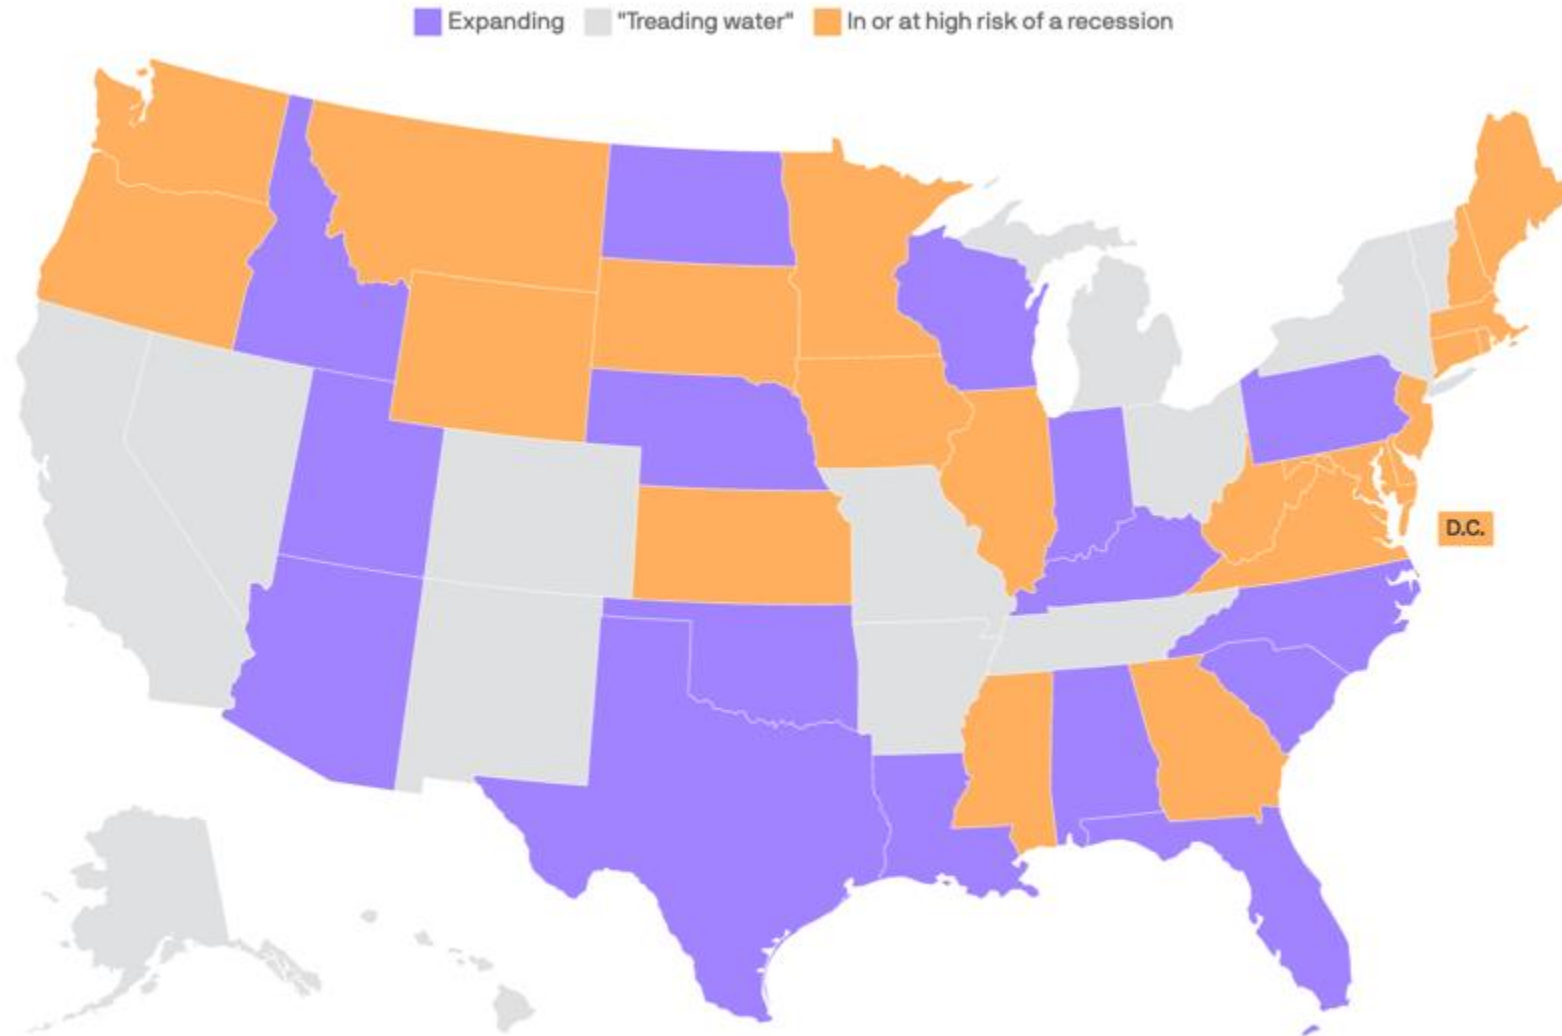 Expanding "Treading water" In or at high risk of a recession
D.C.